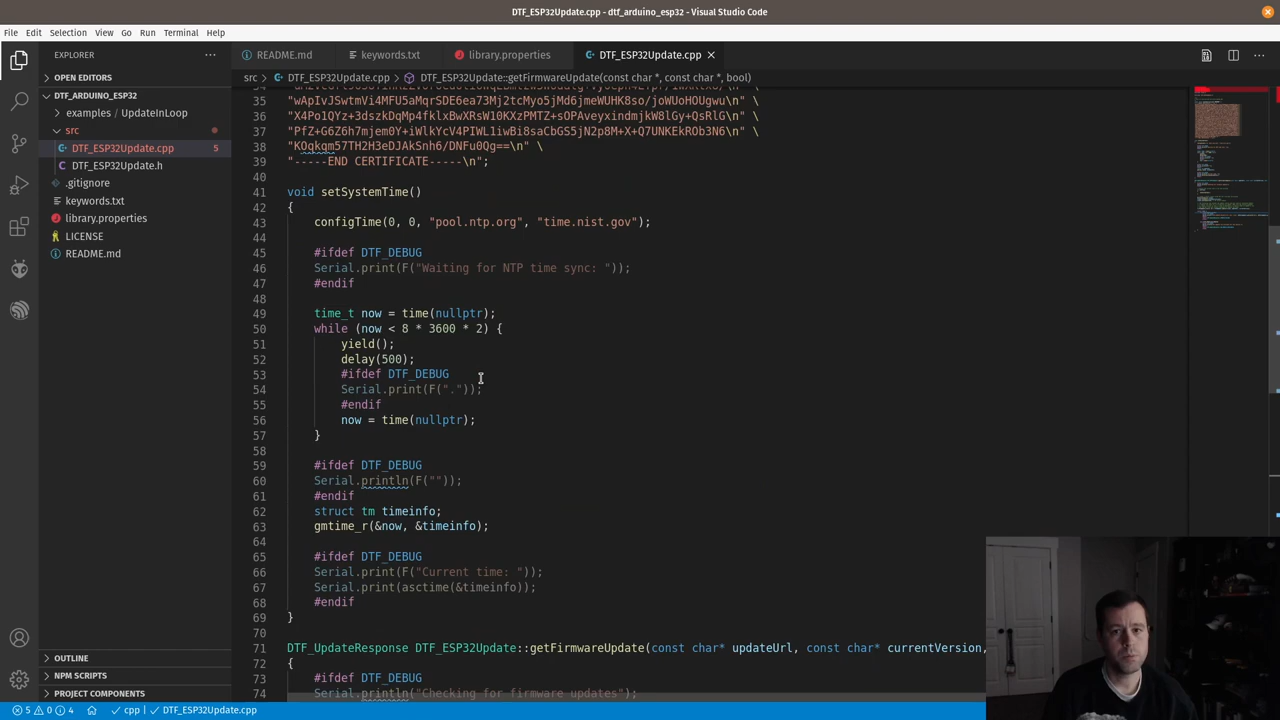 DTF_ESP32Update.cpp - dtf_arduino_esp32 - Visual Studio Code
File Edit Selection View Go Run Terminal Help
EXPLORER
README.md
keywords.txt
library.properties
DTF_ESP32Update.cpp
OPEN EDITORS
src > DTF_ESP32Update.cpp > DTF_ESP32Update::getFirmwareUpdate(const char *, const char *, bool)
DTF_ARDUINO_ESP32
examples / UpdateInLoop
src
DTF_ESP32Update.cpp 5
DTF_ESP32Update.h
.gitignore
keywords.txt
library.properties
LICENSE
README.md
OUTLINE
NPM SCRIPTS
PROJECT COMPONENTS
35 "wApIvJSwtmVi4MFU5aMqrSDE6ea73Mj2tcMyo5jMd6jmeWUHK8so/joWUoHOUgwu\n" \
36 "X4Po1QYz+3dszkDqMp4fklxBwXRsW10KXzPMTZ+sOPAveyxindmjkW8lGy+QsRlG\n" \
37 "PfZ+G6Z6h7mjem0Y+iWlkYcV4PIWL1iwBi8saCbGS5jN2p8M+X+Q7UNKEkROb3N6\n" \
38 "KOqkqm57TH2H3eDJAkSnh6/DNFu0Qg==\n" \
39 "-----END CERTIFICATE-----\n";
40
41 void setSystemTime()
42 {
43 configTime(0, 0, "pool.ntp.org", "time.nist.gov");
44
45 #ifdef DTF_DEBUG
46 Serial.print(F("Waiting for NTP time sync: "));
47 #endif
48
49 time_t now = time(nullptr);
50 while (now < 8 * 3600 * 2) {
51 yield();
52 delay(500);
53 #ifdef DTF_DEBUG
54 Serial.print(F("."));
55 #endif
56 now = time(nullptr);
57 }
58
59 #ifdef DTF_DEBUG
60 Serial.println(F(""));
61 #endif
62 struct tm timeinfo;
63 gmtime_r(&now, &timeinfo);
64
65 #ifdef DTF_DEBUG
66 Serial.print(F("Current time: "));
67 Serial.print(asctime(&timeinfo));
68 #endif
69 }
70
71 DTF_UpdateResponse DTF_ESP32Update::getFirmwareUpdate(const char* updateUrl, const char* currentVersion,
72 {
73 #ifdef DTF_DEBUG
74 Serial.println("Checking for firmware updates");
5 0 4 cpp DTF_ESP32Update.cpp